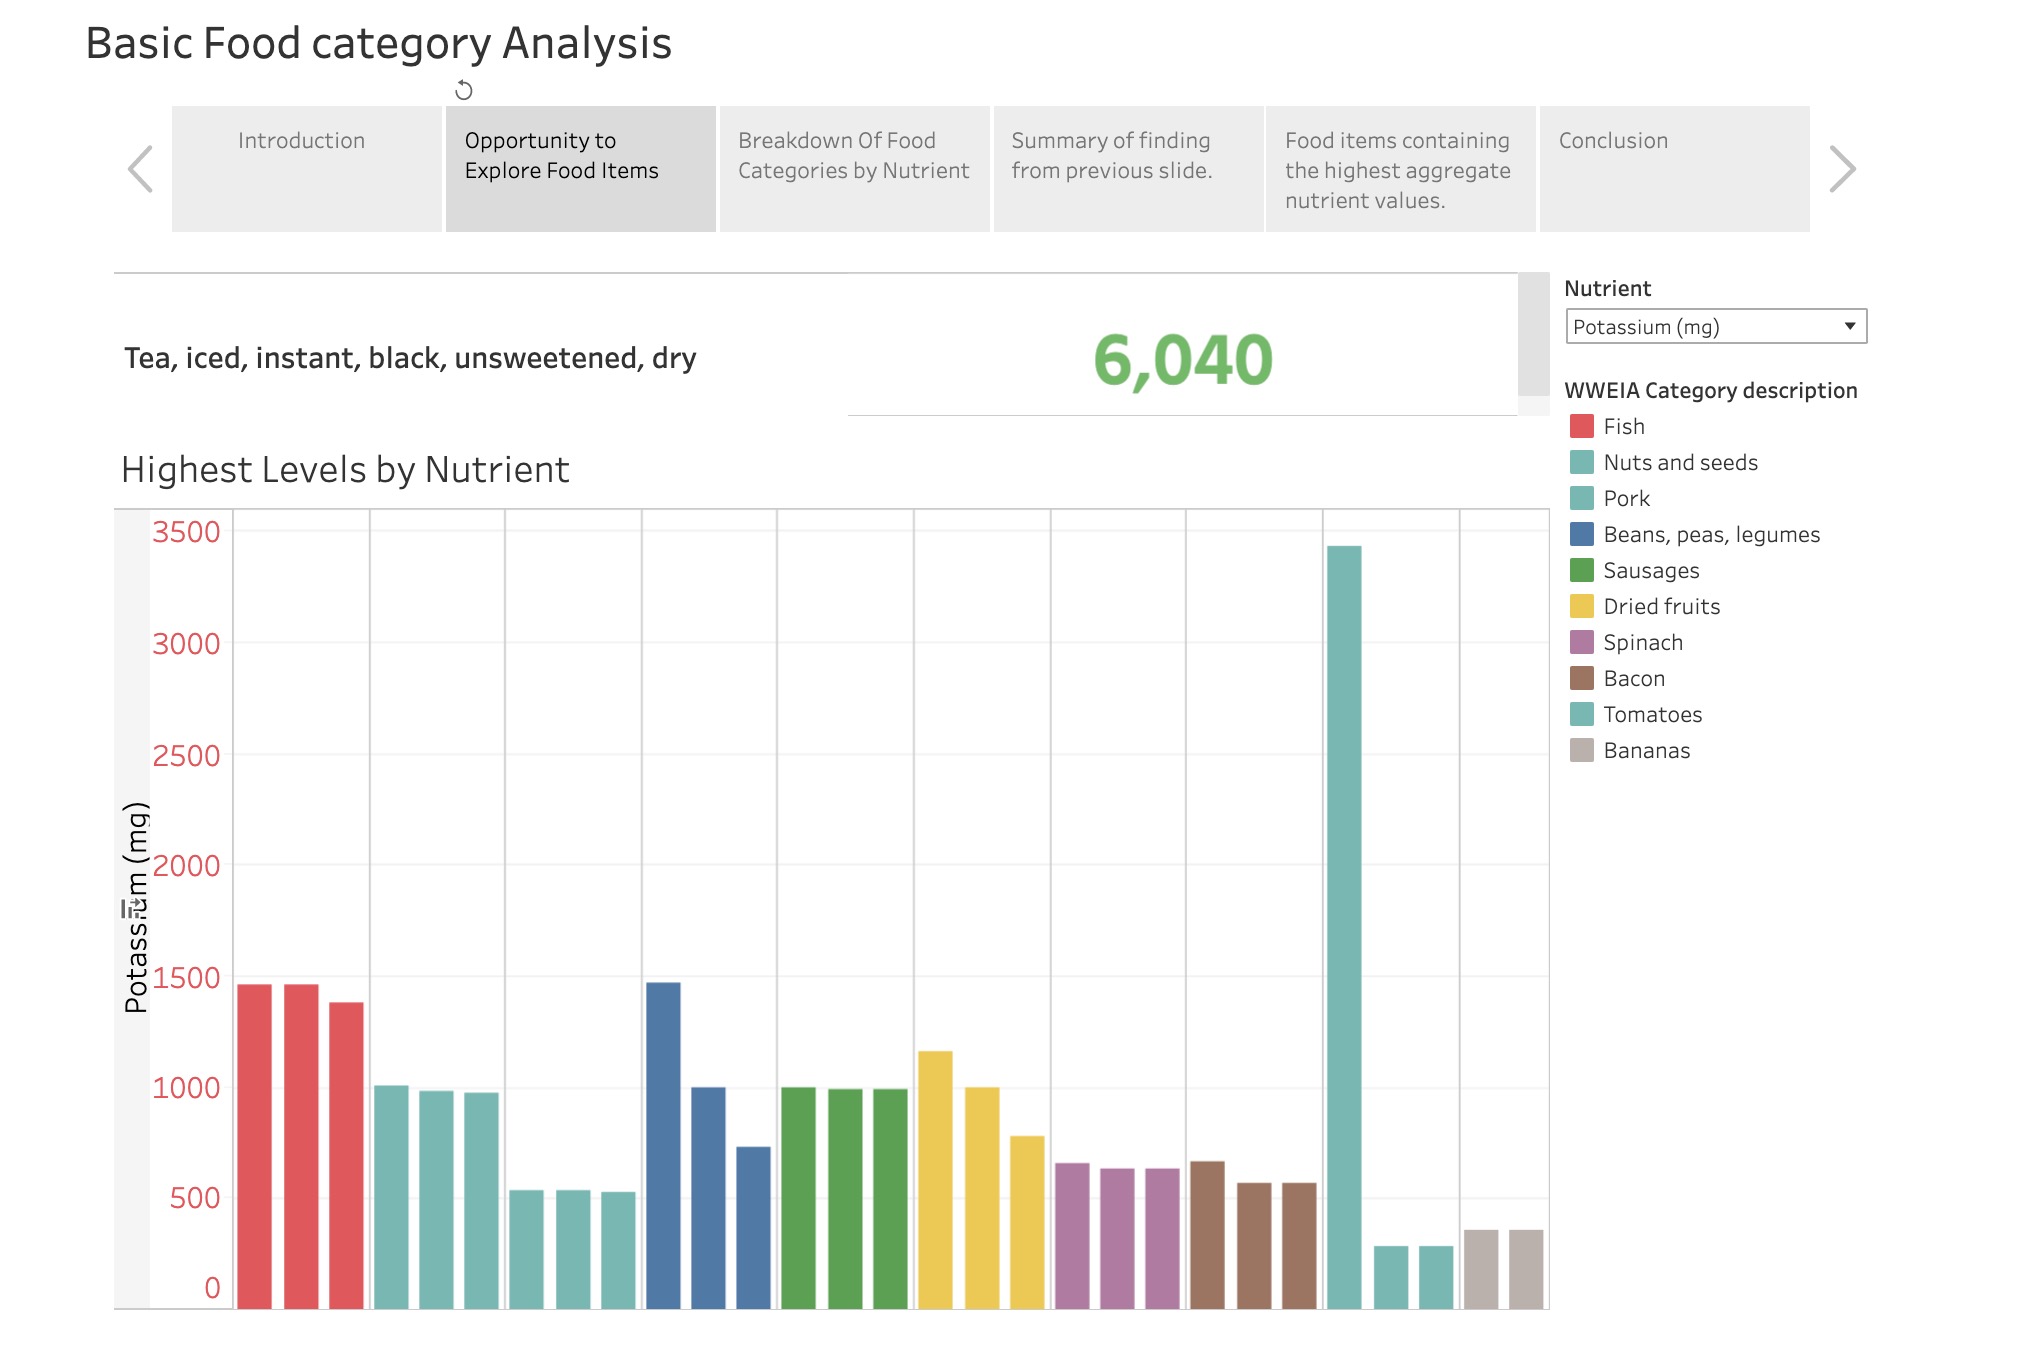 Basic Food category Analysis
Introduction
Opportunity to
Explore Food Items
Breakdown Of Food
Categories by Nutrient
Summary of finding
from previous slide.
Food items containing
the highest aggregate
nutrient values.
Conclusion
Tea, iced, instant, black, unsweetened, dry
6,040
Nutrient
Potassium (mg)
WWEIA Category description
Fish
Nuts and seeds
Pork
Beans, peas, legumes
Sausages
Dried fruits
Spinach
Bacon
Tomatoes
Bananas
Highest Levels by Nutrient
Potassium (mg)
3500
3000
2500
2000
1500
1000
500
0